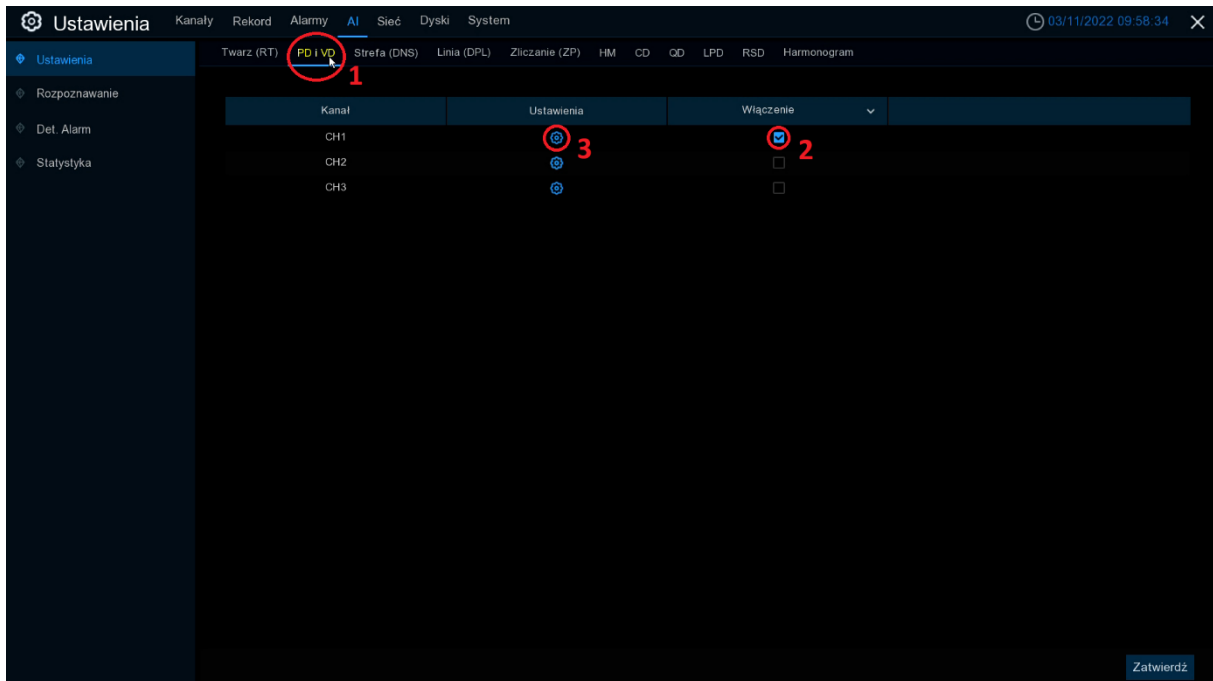 Ustawienia Kanały Rekord Alarmy AI Sieć Dyski System 03/11/2022 09:58:34
Ustawienia
Rozpoznawanie
Det. Alarm
Statystyka
Twarz (RT) PD i VD Strefa (DNS) Linia (DPL) Zliczanie (ZP) HM CD QD LPD RSD Harmonogram
1
Kanał Ustawienia Włączenie
CH1 3 2
CH2
CH3
Zatwierdź